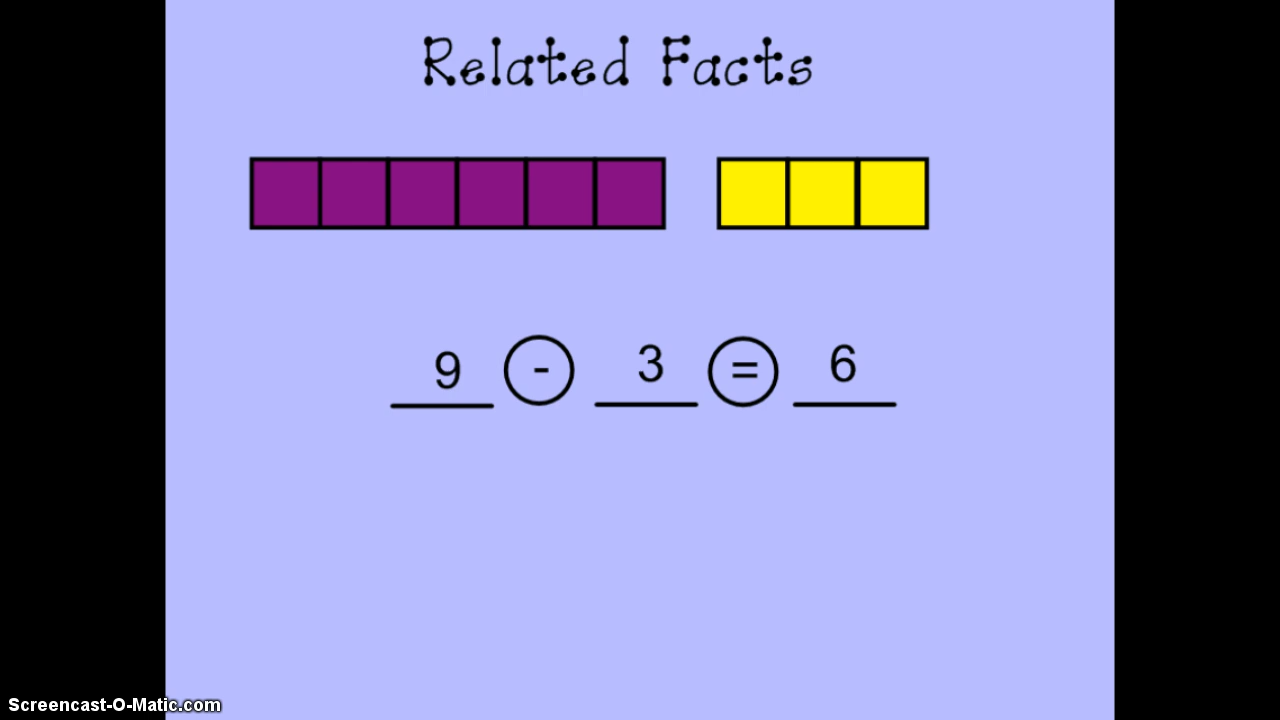 Related Facts
9 - 3 = 6
Screencast-O-Matic.com